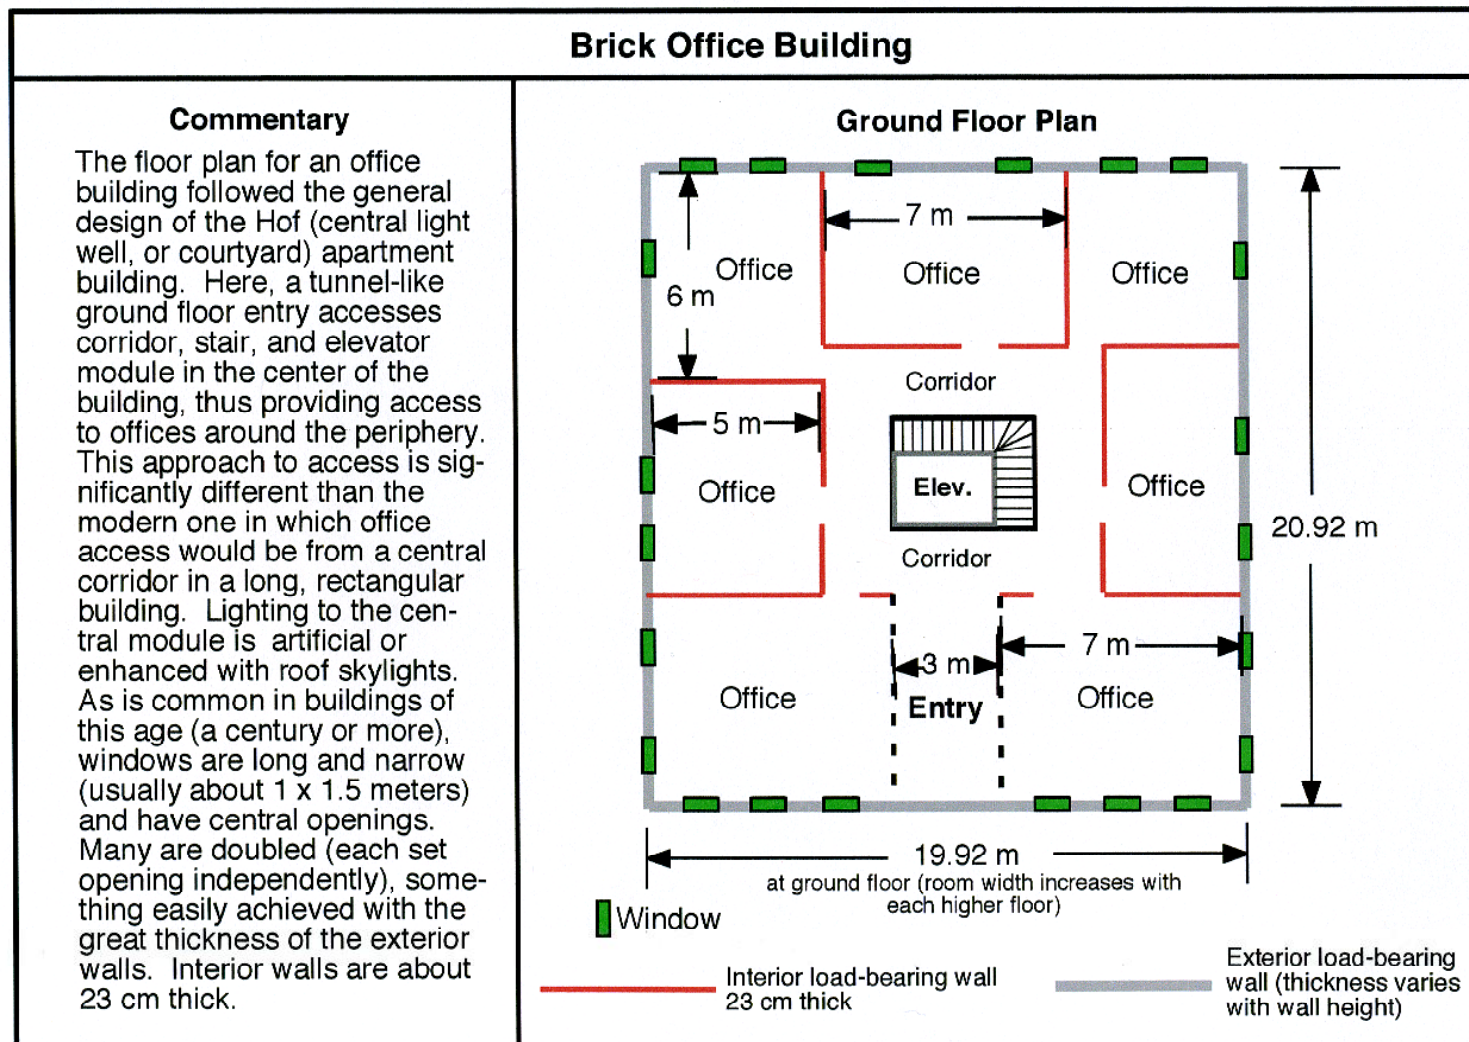 Brick Office Building
Commentary
The floor plan for an office
building followed the general
design of the Hof (central light
well, or courtyard) apartment
building.  Here, a tunnel-like
ground floor entry accesses
corridor, stair, and elevator
module in the center of the
building, thus providing access
to offices around the periphery.
This approach to access is sig-
nificantly different than the
modern one in which office
access would be from a central
corridor in a long, rectangular
building.  Lighting to the cen-
tral module is  artificial or
enhanced with roof skylights.
As is common in buildings of
this age (a century or more),
windows are long and narrow
(usually about 1 x 1.5 meters)
and have central openings.
Many are doubled (each set
opening independently), some-
thing easily achieved with the
great thickness of the exterior
walls.  Interior walls are about
23 cm thick.
Ground Floor Plan
7 m
Office
Office
Office
6 m
Corridor
5 m
Office
Elev.
Office
20.92 m
Corridor
7 m
3 m
Office
Entry
Office
19.92 m
at ground floor (room width increases with
each higher floor)
Window
Interior load-bearing wall
23 cm thick
Exterior load-bearing
wall (thickness varies
with wall height)